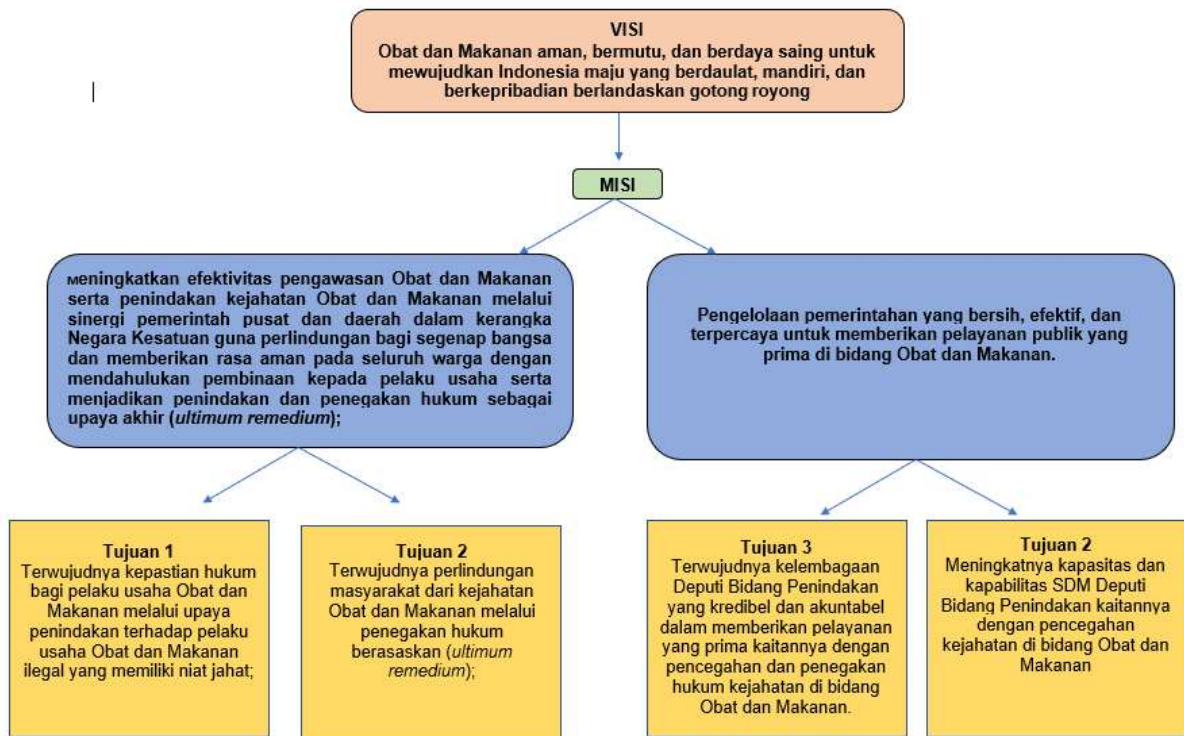 VISI
Obat dan Makanan aman, bermutu, dan berdaya saing untuk
mewujudkan Indonesia maju yang berdaulat, mandiri, dan
berkepribadian berlandaskan gotong royong
MISI
Meningkatkan efektivitas pengawasan Obat dan Makanan
serta penindakan kejahatan Obat dan Makanan melalui
sinergi pemerintah pusat dan daerah dalam kerangka
Negara Kesatuan guna perlindungan bagi segenap bangsa
dan memberikan rasa aman pada seluruh warga dengan
mendahulukan pembinaan kepada pelaku usaha serta
menjadikan penindakan dan penegakan hukum sebagai
upaya akhir (ultimum remedium);
Pengelolaan pemerintahan yang bersih, efektif, dan
terpercaya untuk memberikan pelayanan publik yang
prima di bidang Obat dan Makanan.
Tujuan 1
Terwujudnya kepastian hukum
bagi pelaku usaha Obat dan
Makanan melalui upaya
penindakan terhadap pelaku
usaha Obat dan Makanan
ilegal yang memiliki niat jahat;
Tujuan 2
Terwujudnya perlindungan
masyarakat dari kejahatan
Obat dan Makanan melalui
penegakan hukum
berasaskan (ultimum
remedium);
Tujuan 3
Terwujudnya kelembagaan
Deputi Bidang Penindakan
yang kredibel dan akuntabel
dalam memberikan pelayanan
yang prima kaitannya dengan
pencegahan dan penegakan
hukum kejahatan di bidang
Obat dan Makanan.
Tujuan 2
Meningkatnya kapasitas dan
kapabilitas SDM Deputi
Bidang Penindakan kaitannya
dengan pencegahan
kejahatan di bidang Obat dan
Makanan